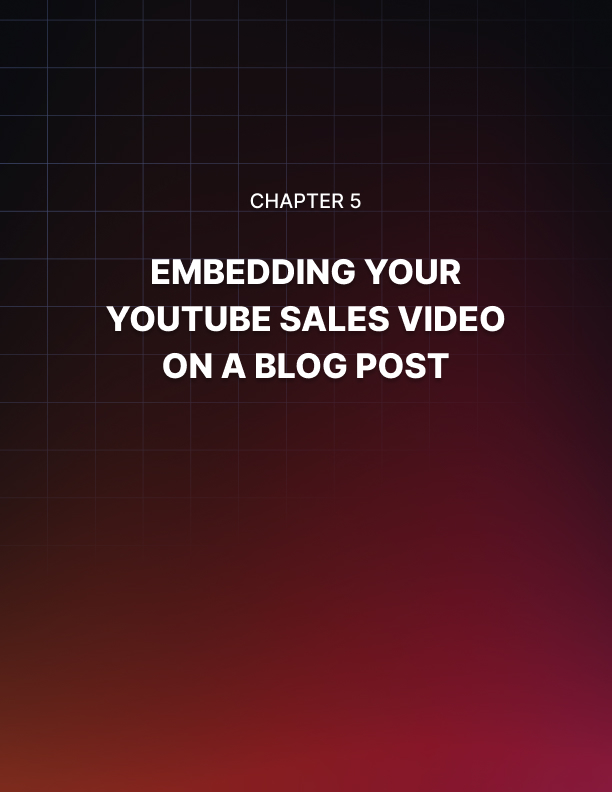 CHAPTER 5
EMBEDDING YOUR
YOUTUBE SALES VIDEO
ON A BLOG POST